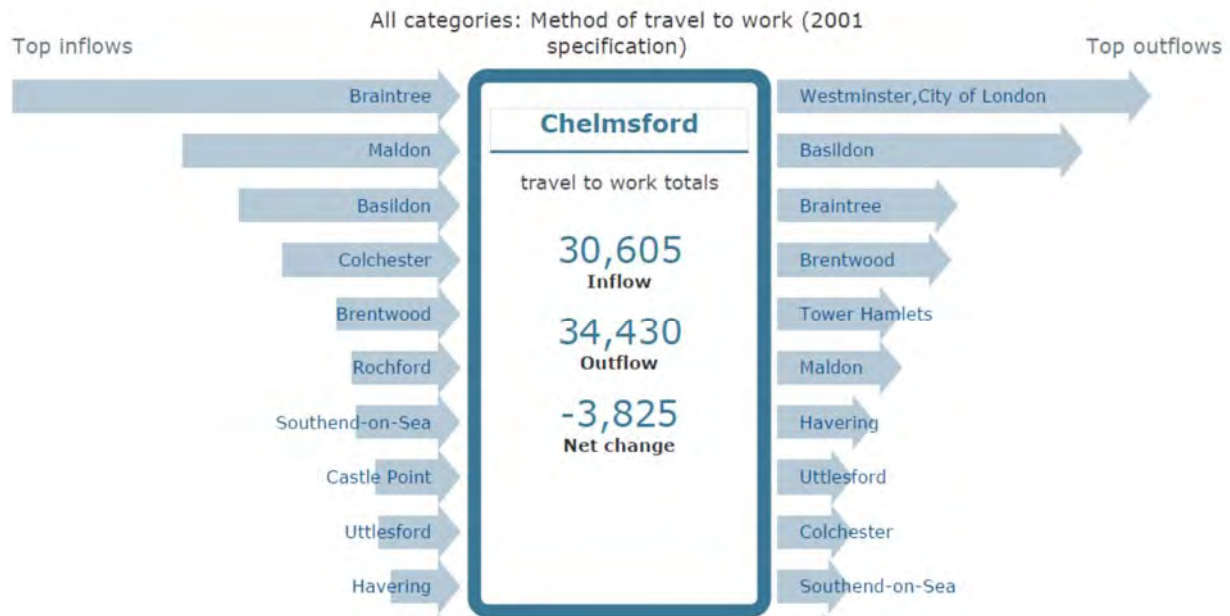 All categories: Method of travel to work (2001
specification)
Top inflows
Top outflows
Braintree
Maldon
Basildon
Colchester
Brentwood
Rochford
Southend-on-Sea
Castle Point
Uttlesford
Havering
Chelmsford
travel to work totals
30,605
Inflow
34,430
Outflow
-3,825
Net change
Westminster,City of London
Basildon
Braintree
Brentwood
Tower Hamlets
Maldon
Havering
Uttlesford
Colchester
Southend-on-Sea